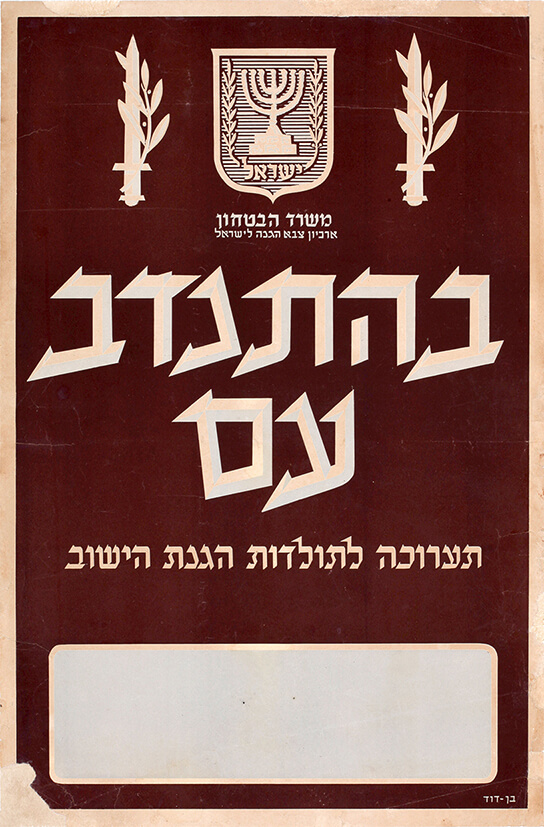 ישראל
משרד הבטחון
ארכיון צבא הגנה לישראל
בהתנדב
עם
תערוכה לתולדות הגנת הישוב
בן-דוד